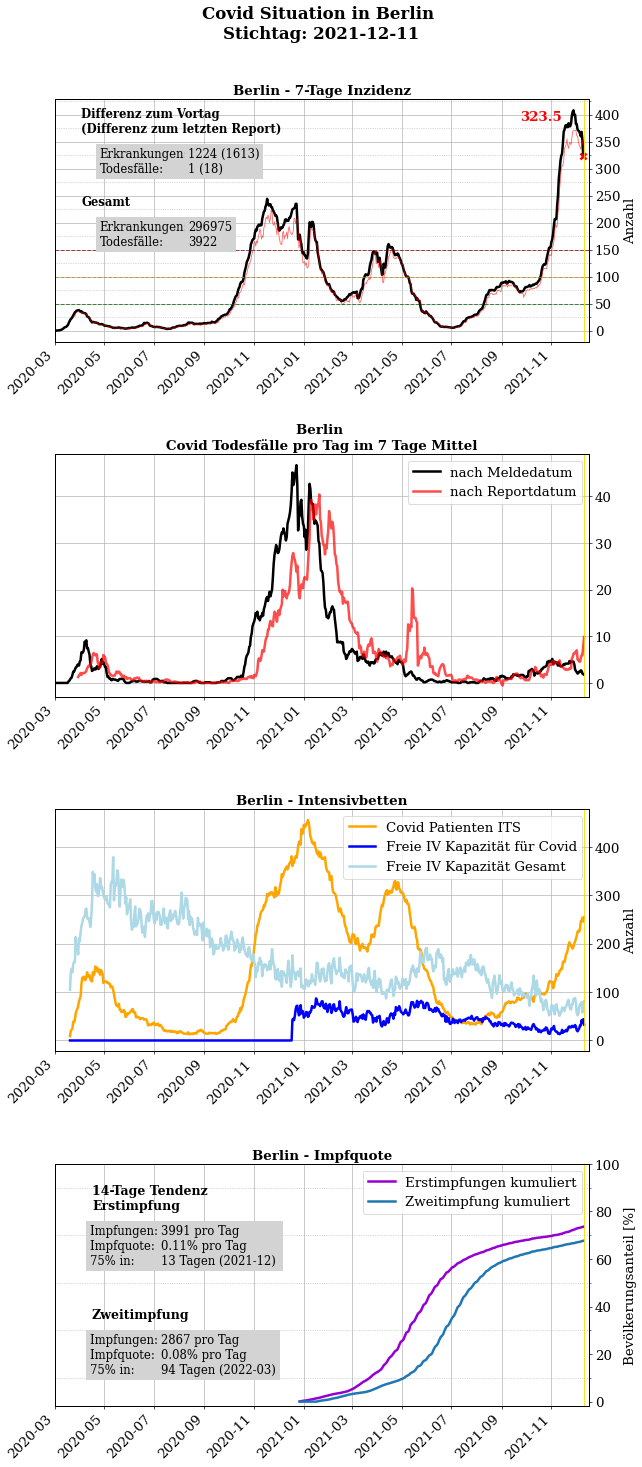 Covid Situation in Berlin
Stichtag: 2021-12-11
Berlin - 7-Tage Inzidenz
Differenz zum Vortag
(Differenz zum letzten Report)
Erkrankungen 1224 (1613)
Todesfälle: 1 (18)
Gesamt
Erkrankungen 296975
Todesfälle: 3922
323.5
400
350
300
250
200
150
100
50
0
Anzahl
2020-03 2020-05 2020-07 2020-09 2020-11 2021-01 2021-03 2021-05 2021-07 2021-09 2021-11
Berlin
Covid Todesfälle pro Tag im 7 Tage Mittel
nach Meldedatum
nach Reportdatum
40
30
20
10
0
2020-03 2020-05 2020-07 2020-09 2020-11 2021-01 2021-03 2021-05 2021-07 2021-09 2021-11
Berlin - Intensivbetten
Covid Patienten ITS
Freie IV Kapazität für Covid
Freie IV Kapazität Gesamt
400
300
200
100
0
Anzahl
2020-03 2020-05 2020-07 2020-09 2020-11 2021-01 2021-03 2021-05 2021-07 2021-09 2021-11
Berlin - Impfquote
14-Tage Tendenz
Erstimpfung
Impfungen: 3991 pro Tag
Impfquote: 0.11% pro Tag
75% in: 13 Tagen (2021-12)
Zweitimpfung
Impfungen: 2867 pro Tag
Impfquote: 0.08% pro Tag
75% in: 94 Tagen (2022-03)
Erstimpfungen kumuliert
Zweitimpfung kumuliert
100
80
60
40
20
0
Bevölkerungsanteil [%]
2020-03 2020-05 2020-07 2020-09 2020-11 2021-01 2021-03 2021-05 2021-07 2021-09 2021-11